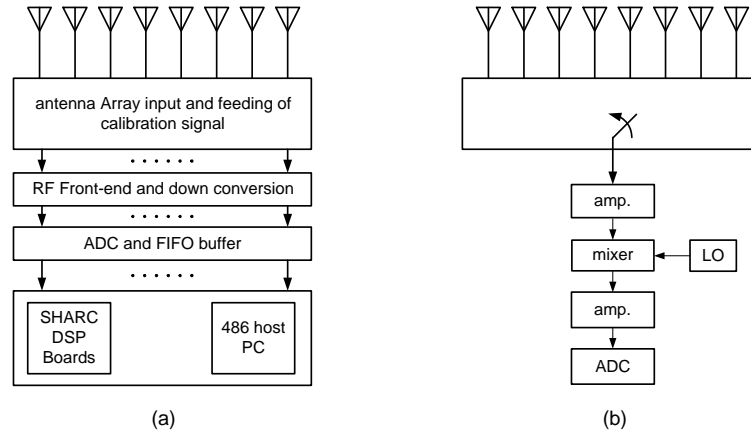 antenna Array input and feeding of
calibration signal
RF Front-end and down conversion
ADC and FIFO buffer
SHARC
DSP
Boards
486 host
PC
(a)
amp.
mixer
LO
amp.
ADC
(b)